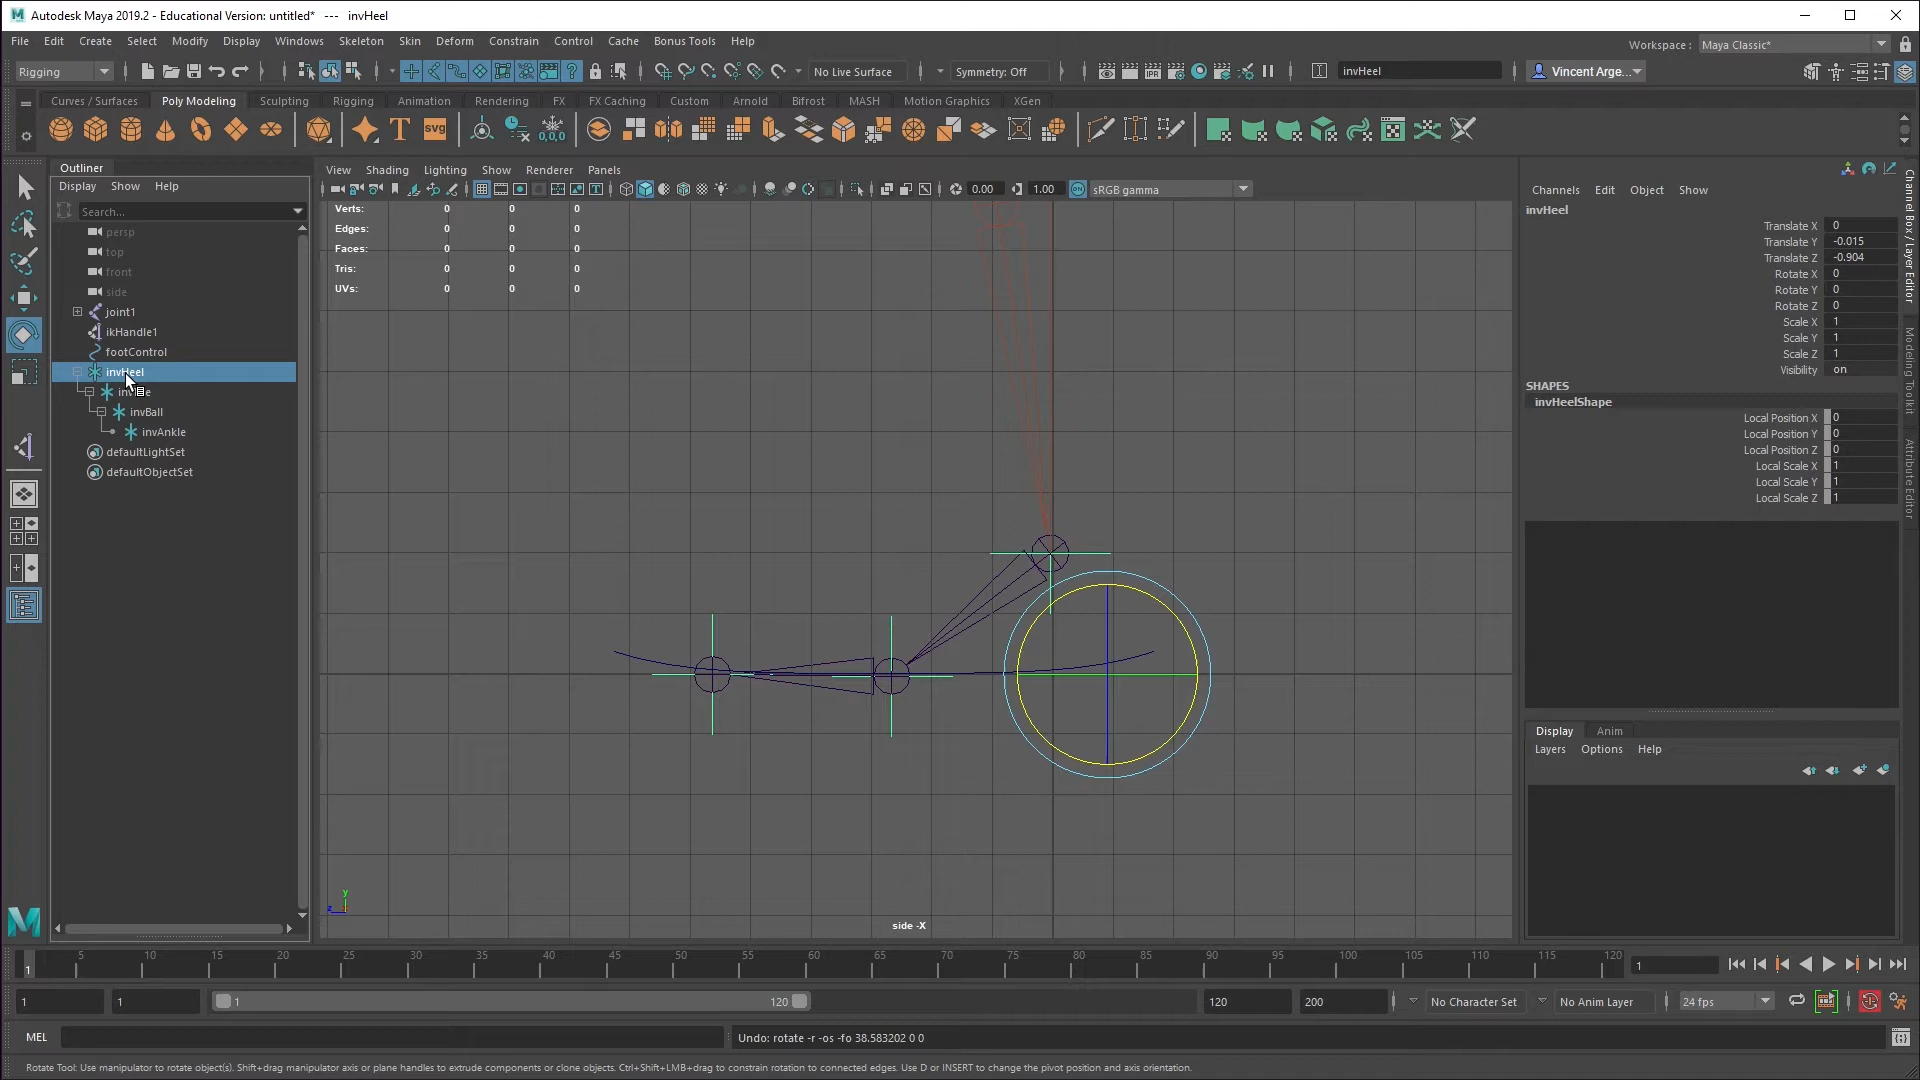 Autodesk Maya 2019.2 - Educational Version: untitled* --- invHeel
File Edit Create Select Modify Display Windows Skeleton Skin Deform Constrain Control Cache Bonus Tools Help
Workspace : Maya Classic*
Rigging No Live Surface Symmetry: Off invHeel Vincent Arge...
Curves / Surfaces Poly Modeling Sculpting Rigging Animation Rendering FX FX Caching Custom Arnold Bifrost MASH Motion Graphics XGen
Outliner
Display Show Help
Search...
persp
top
front
side
joint1
ikHandle1
footControl
invHeel
invBall
invAnkle
defaultLightSet
defaultObjectSet
View Shading Lighting Show Renderer Panels
0.00 1.00 ON sRGB gamma
Verts: 0 0 0
Edges: 0 0 0
Faces: 0 0 0
Tris: 0 0 0
UVs: 0 0 0
y
z
side -X
Channels Edit Object Show
invHeel
Translate X 0
Translate Y -0.015
Translate Z -0.904
Rotate X 0
Rotate Y 0
Rotate Z 0
Scale X 1
Scale Y 1
Scale Z 1
Visibility on
SHAPES
invHeelShape
Local Position X 0
Local Position Y 0
Local Position Z 0
Local Scale X 1
Local Scale Y 1
Local Scale Z 1
Display Anim
Layers Options Help
Channel Box / Layer Editor
Modeling Toolkit
Attribute Editor
1 5 10 15 20 25 30 35 40 45 50 55 60 65 70 75 80 85 90 95 100 105 110 115 120 1
1 1 1 120 120 200 No Character Set No Anim Layer 24 fps
MEL Undo: rotate -r -os -fo 38.583202 0 0
Rotate Tool: Use manipulator to rotate object(s). Shift+drag manipulator axis or plane handles to extrude components or clone objects. Ctrl+Shift+LMB+drag to constrain rotation to connected edges. Use D or INSERT to change the pivot position and axis orientation.